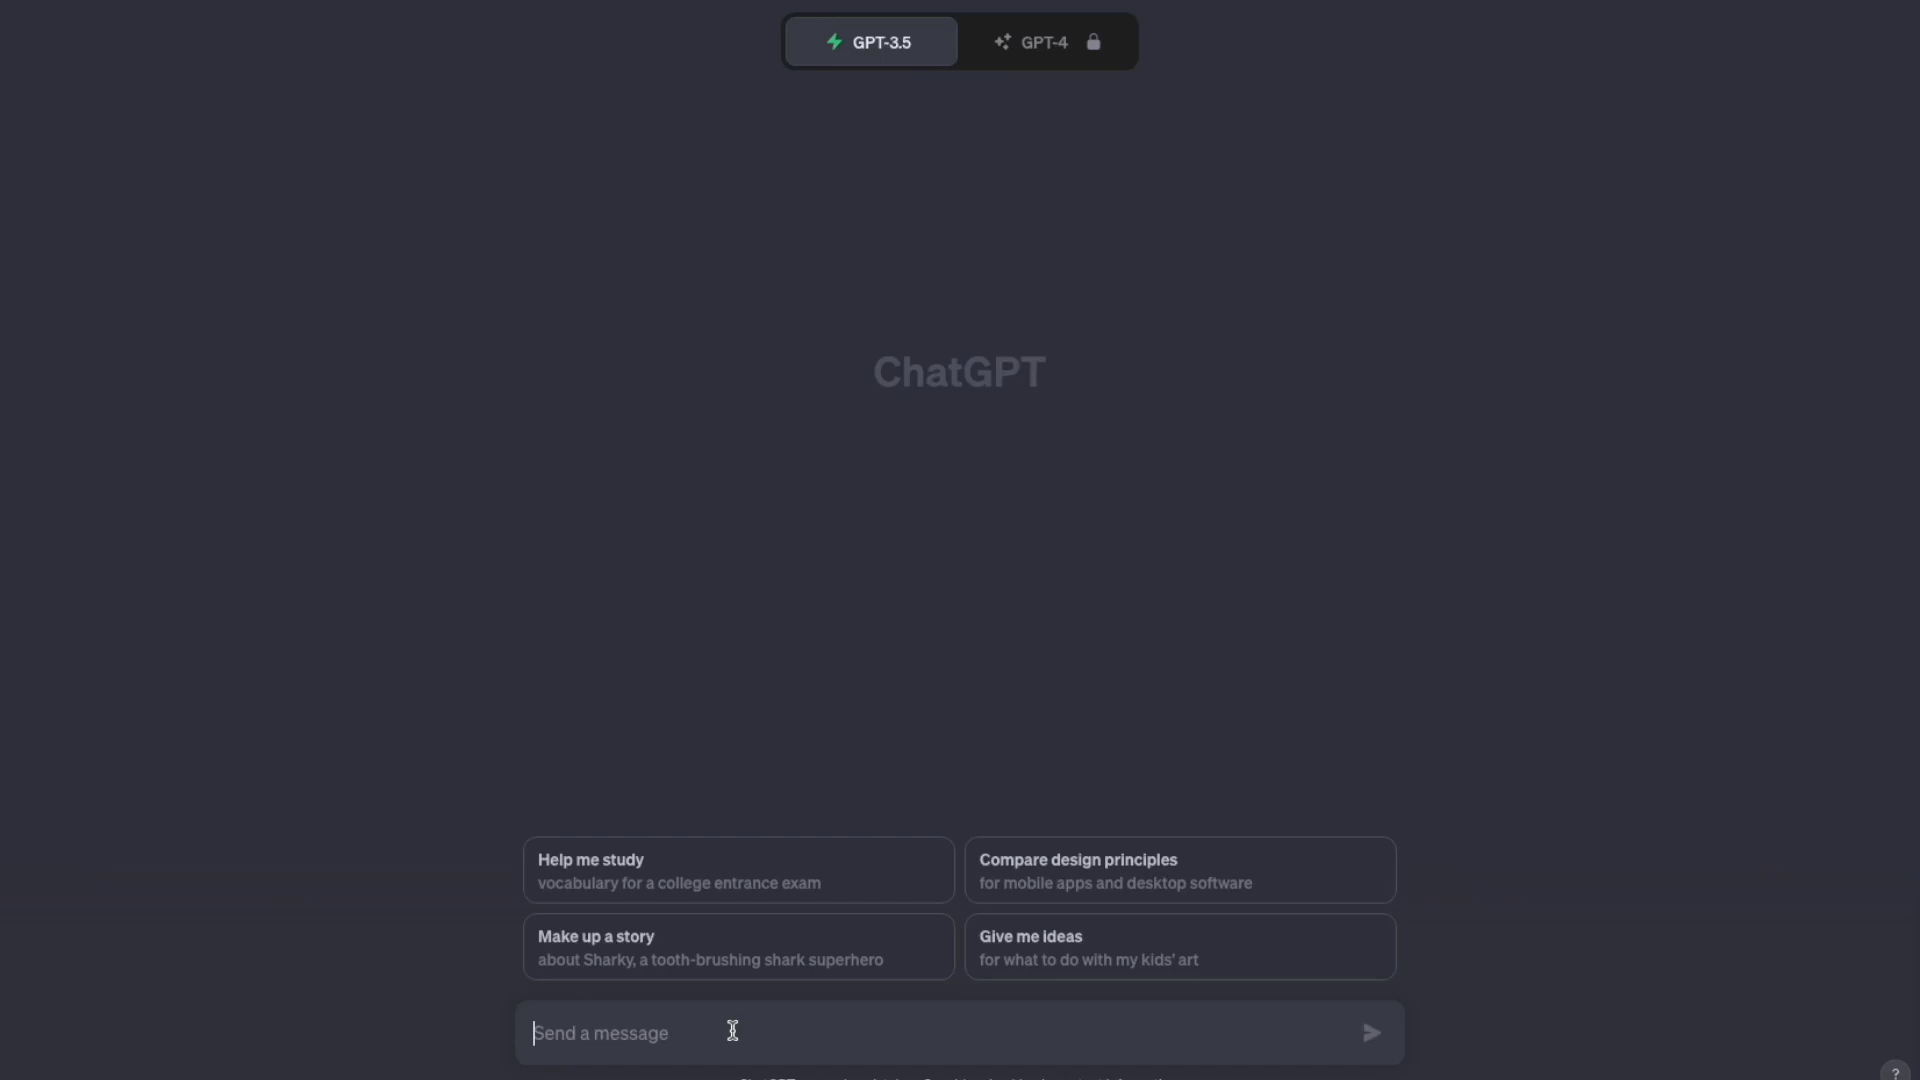 GPT-3.5
GPT-4
ChatGPT
Help me study
vocabulary for a college entrance exam
Compare design principles
for mobile apps and desktop software
Make up a story
about Sharky, a tooth-brushing shark superhero
Give me ideas
for what to do with my kids' art
Send a message
?